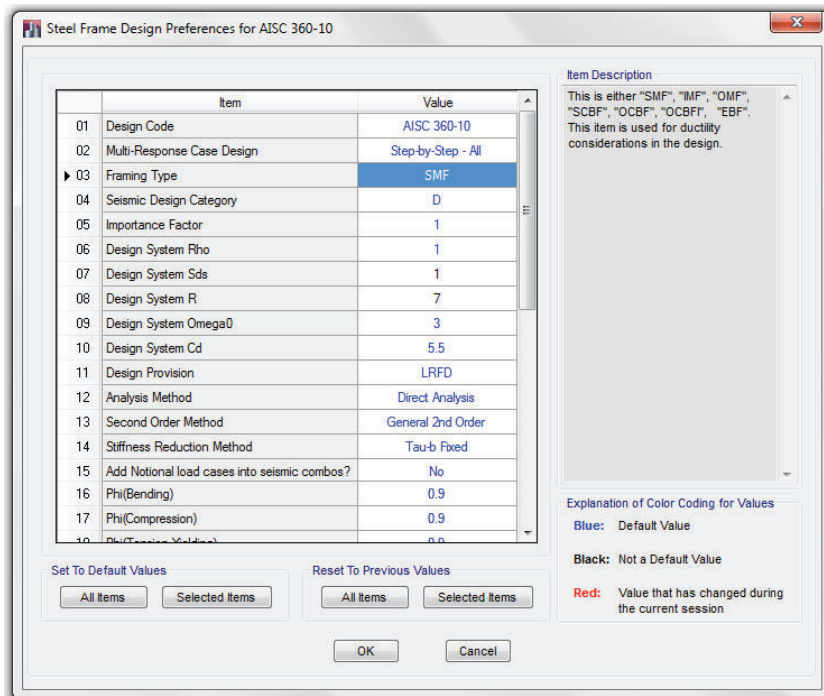 Steel Frame Design Preferences for AISC 360-10
Item Value
01 Design Code AISC 360-10
02 Multi-Response Case Design Step-by-Step - All
03 Framing Type SMF
04 Seismic Design Category D
05 Importance Factor 1
06 Design System Rho 1
07 Design System Sds 1
08 Design System R 7
09 Design System Omega0 3
10 Design System Cd 5.5
11 Design Provision LRFD
12 Analysis Method Direct Analysis
13 Second Order Method General 2nd Order
14 Stiffness Reduction Method Tau-b Fixed
15 Add Notional load cases into seismic combos? No
16 Phi(Bending) 0.9
17 Phi(Compression) 0.9
18 Phi(Tension Yielding) 0.9
Set To Default Values
All Items Selected Items
Reset To Previous Values
All Items Selected Items
Item Description
This is either "SMF", "IMF", "OMF",
"SCBF", "OCBF", "OCBFI", "EBF".
This item is used for ductility
considerations in the design.
Explanation of Color Coding for Values
Blue: Default Value
Black: Not a Default Value
Red: Value that has changed during
the current session
OK Cancel